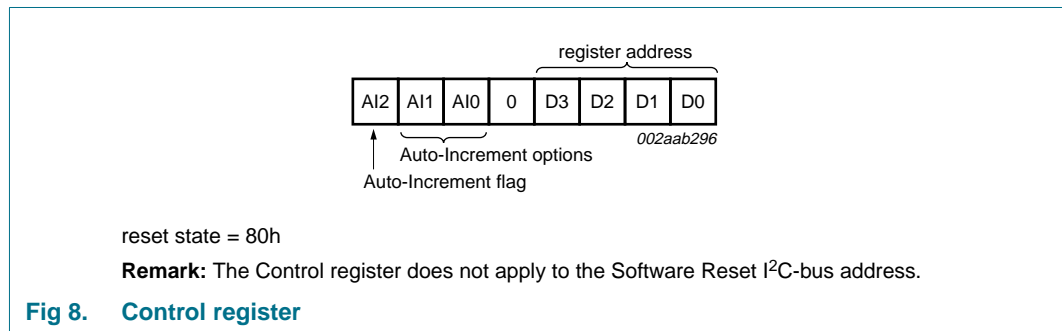 register address
AI2 AI1 AI0 0 D3 D2 D1 D0
002aab296
Auto-Increment options
Auto-Increment flag
reset state = 80h
Remark: The Control register does not apply to the Software Reset I²C-bus address.
Fig 8. Control register